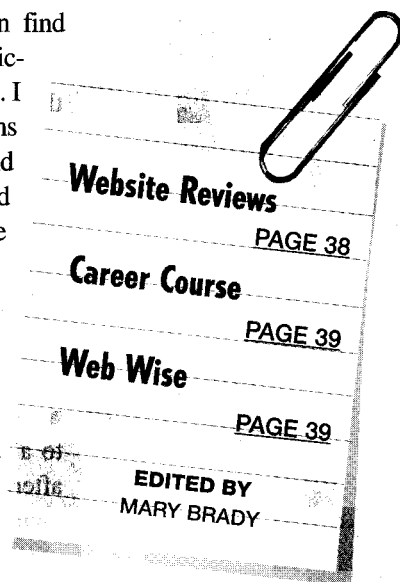 n find
ic-
. I
ns
d
d
e
Website Reviews
PAGE 38
Career Course
PAGE 39
Web Wise
PAGE 39
EDITED BY
MARY BRADY